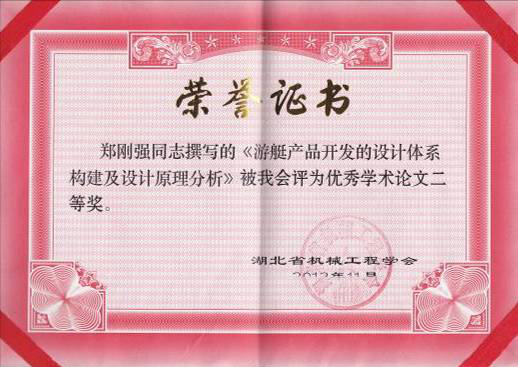 荣誉证书
郑刚强同志撰写的《游艇产品开发的设计体系
构建及设计原理分析》被我会评为优秀学术论文二
等奖。
湖北省机械工程学会
2012年11月